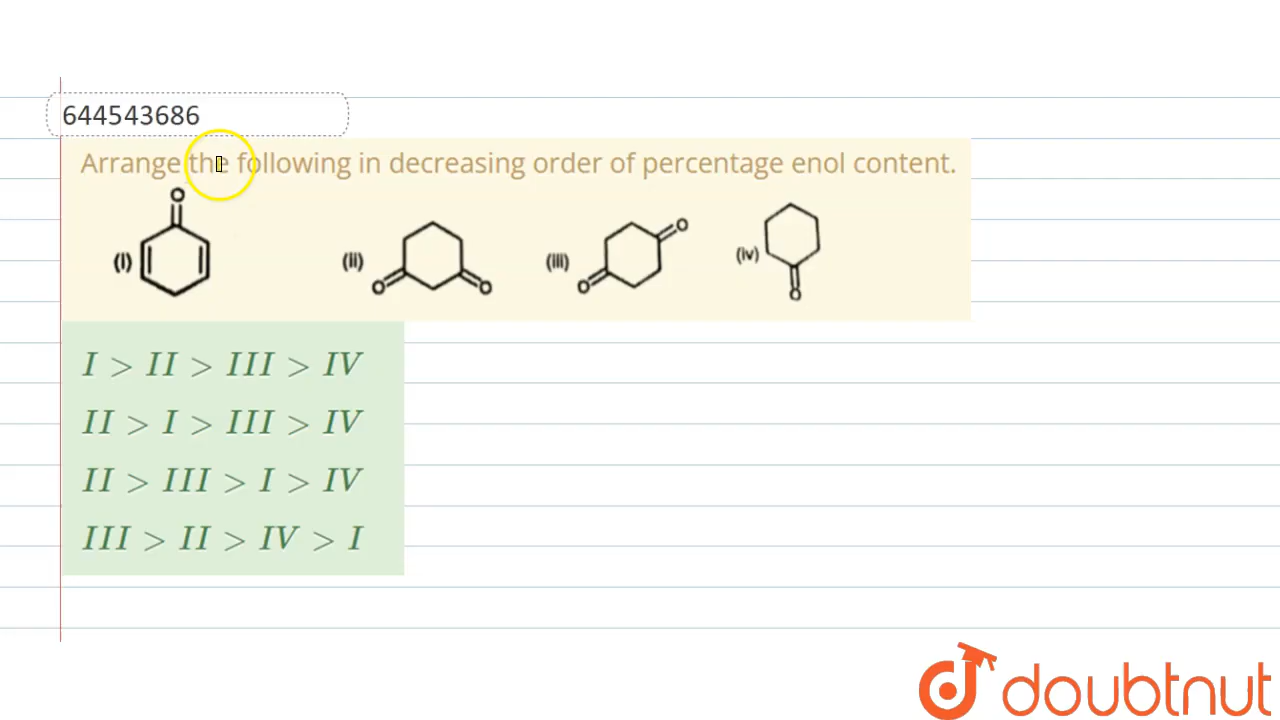 644543686
Arrange the following in decreasing order of percentage enol content.
O
(i) (ii) O O (iii) O O (iv) O
I > II > III > IV
II > I > III > IV
II > III > I > IV
III > II > IV > I
doubtnut